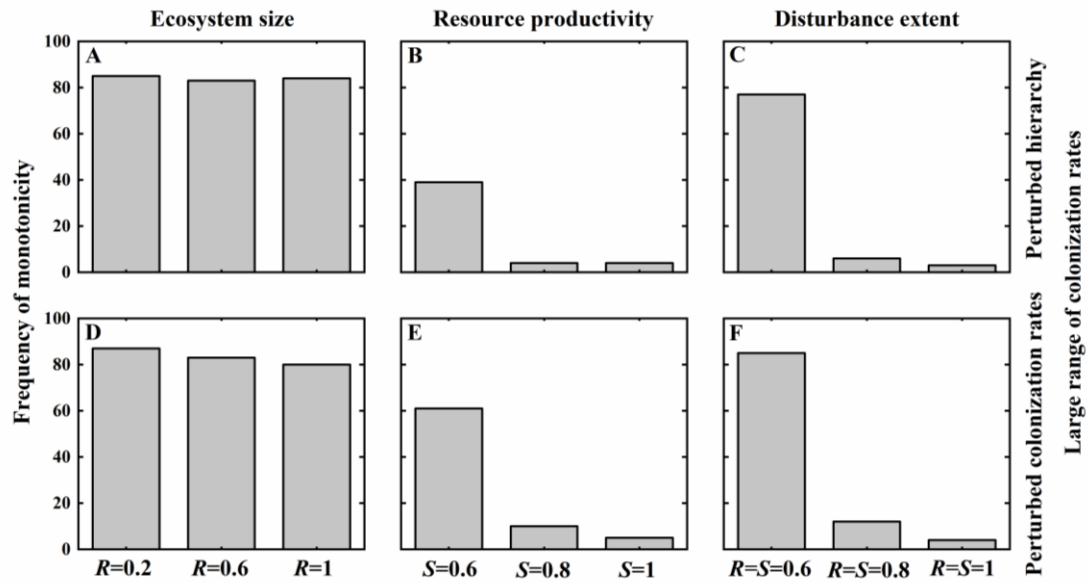 Ecosystem size
Resource productivity
Disturbance extent
Frequency of monotonicity
A
100
80
60
40
20
0
B
C
Perturbed hierarchy
Large range of colonization rates
D
100
80
60
40
20
0
E
F
Perturbed colonization rates
R=0.2 R=0.6 R=1
S=0.6 S=0.8 S=1
R=S=0.6 R=S=0.8 R=S=1